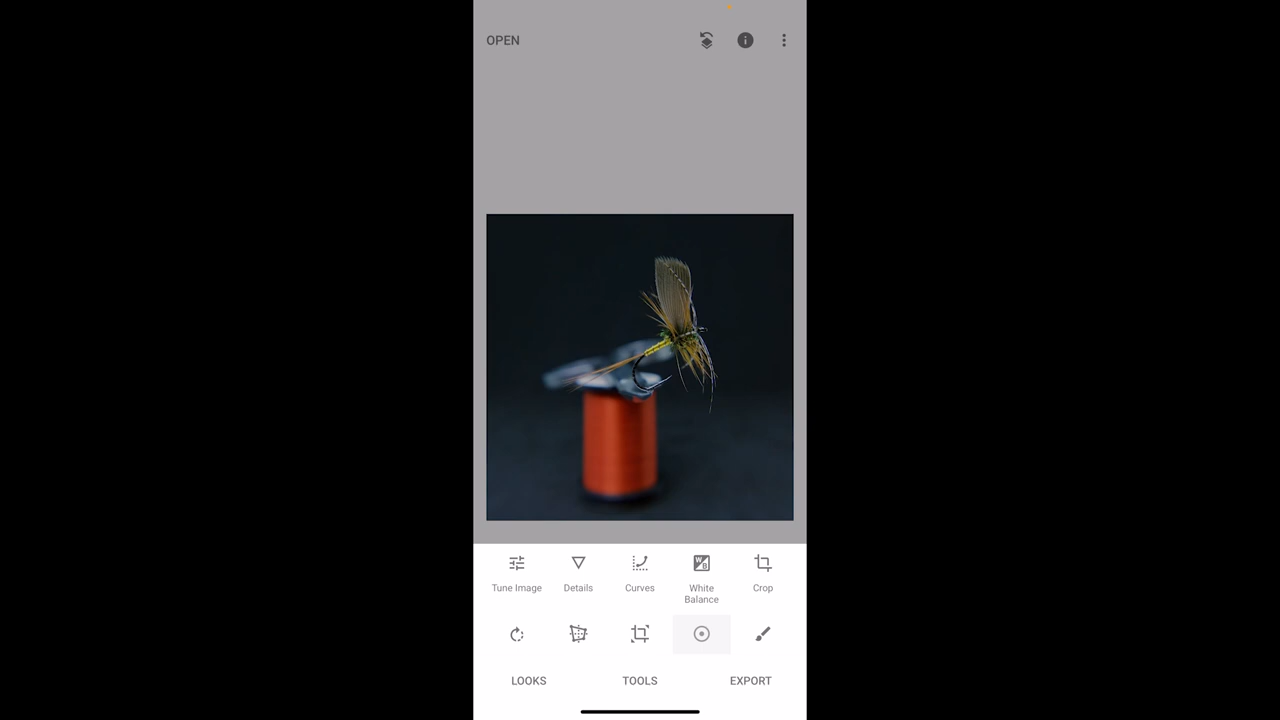 OPEN
Tune Image
Details
Curves
White
Balance
Crop
LOOKS
TOOLS
EXPORT